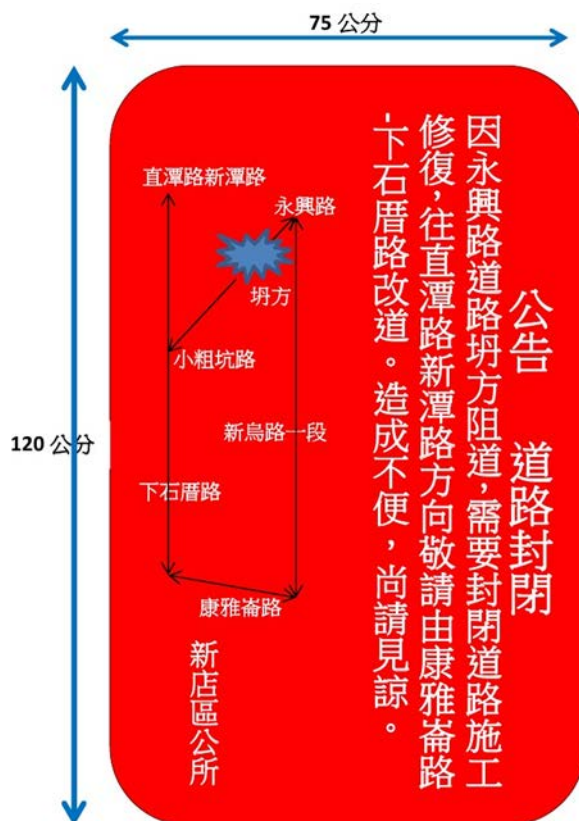 75 公分
120 公分
公告 道路封閉
因永興路道路坍方阻道,需要封閉道路施工
修復,往直潭路新潭路方向敬請由康雅崙路
-下石厝路改道。造成不便,尚請見諒。
直潭路新潭路
永興路
坍方
小粗坑路
新烏路一段
下石厝路
康雅崙路
新店區公所